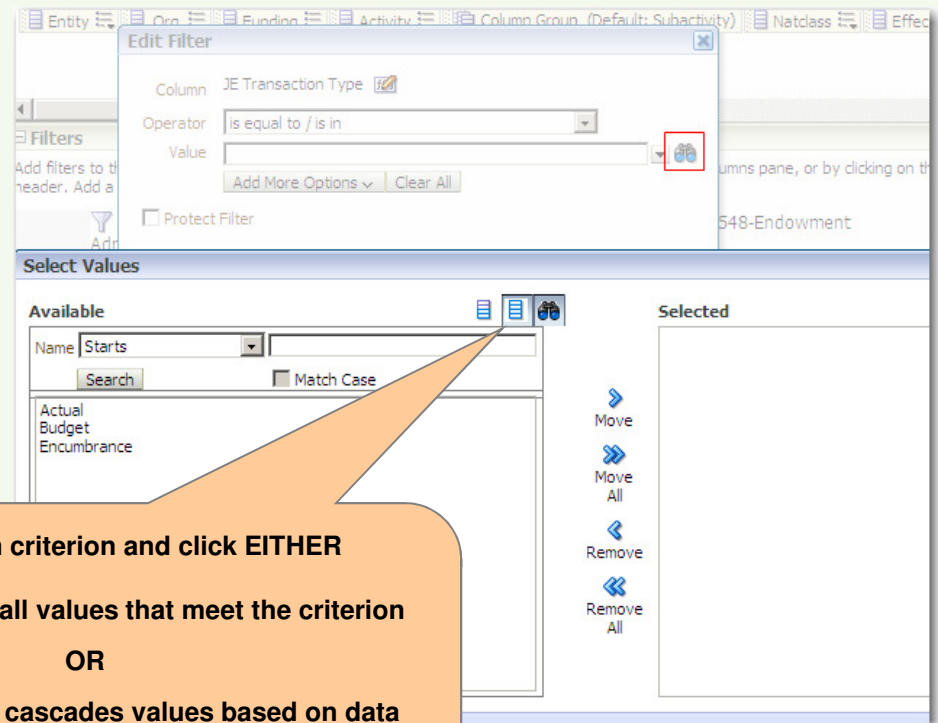 Entity Org Funding Activity Column Group (Default: Subactivity) Natclass Effec
Edit Filter
Column JE Transaction Type
Operator is equal to / is in
Filters
Value
Add filters to th
umns pane, or by clicking on th
header. Add a
Add More Options Clear All
Protect Filter
548-Endowment
Adr
Select Values
Available
Selected
Name Starts
Search Match Case
Actual
Budget
Encumbrance
Move
Move
All
Remove
Remove
All
criterion and click EITHER
all values that meet the criterion
OR
cascades values based on data